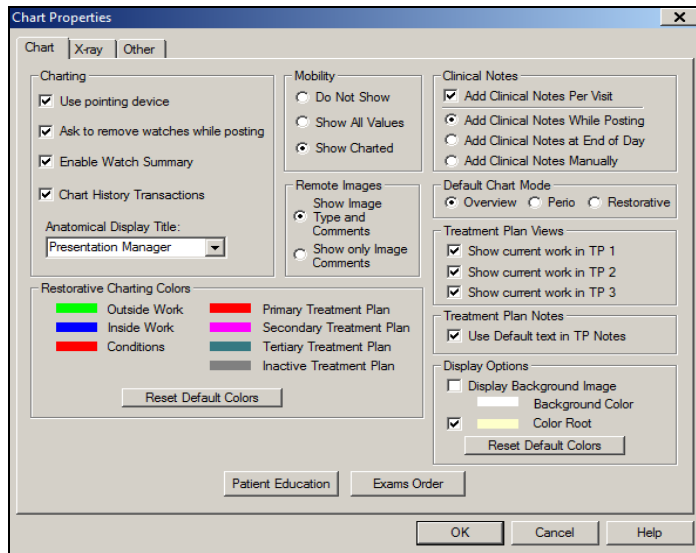 Chart Properties
Chart X-ray Other
Charting
Use pointing device
Ask to remove watches while posting
Enable Watch Summary
Chart History Transactions
Anatomical Display Title:
Presentation Manager
Mobility
Do Not Show
Show All Values
Show Charted
Remote Images
Show Image
Type and
Comments
Show only Image
Comments
Clinical Notes
Add Clinical Notes Per Visit
Add Clinical Notes While Posting
Add Clinical Notes at End of Day
Add Clinical Notes Manually
Default Chart Mode
Overview Perio Restorative
Treatment Plan Views
Show current work in TP 1
Show current work in TP 2
Show current work in TP 3
Treatment Plan Notes
Use Default text in TP Notes
Restorative Charting Colors
Outside Work Primary Treatment Plan
Inside Work Secondary Treatment Plan
Conditions Tertiary Treatment Plan
Inactive Treatment Plan
Reset Default Colors
Display Options
Display Background Image
Background Color
Color Root
Reset Default Colors
Patient Education Exams Order
OK Cancel Help